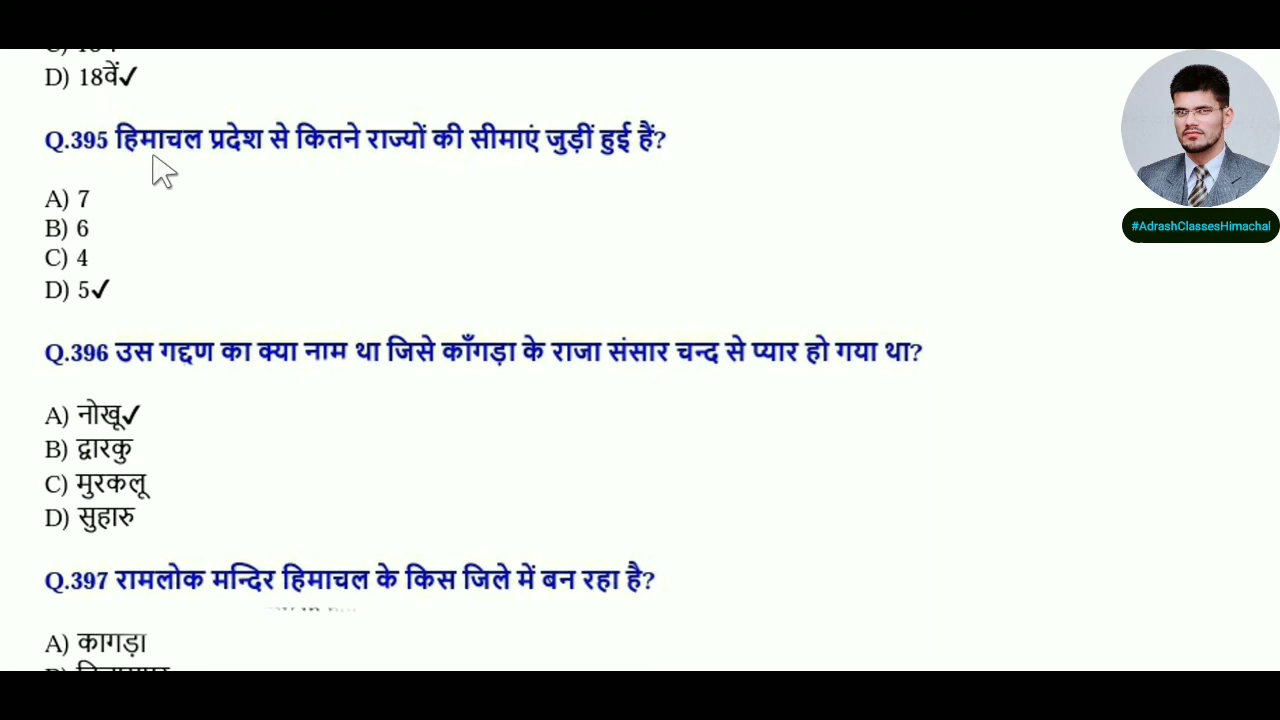 D) 18वें✓
#AdrashClassesHimachal
Q.395 हिमाचल प्रदेश से कितने राज्यों की सीमाएं जुड़ीं हुई हैं?
A) 7
B) 6
C) 4
D) 5✓
Q.396 उस गद्दण का क्या नाम था जिसे काँगड़ा के राजा संसार चन्द से प्यार हो गया था?
A) नोखू✓
B) द्वारकु
C) मुरकलू
D) सुहारु
Q.397 रामलोक मन्दिर हिमाचल के किस जिले में बन रहा है?
A) कागड़ा